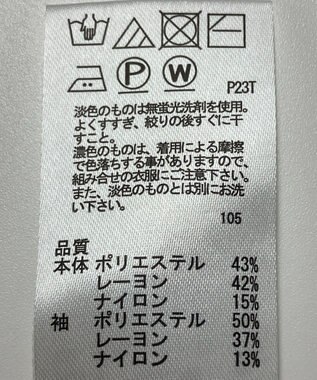 P
W
P23T
淡色のものは無蛍光洗剤を使用。
よくすすぎ、絞りの後すぐに干
すこと。
濃色のものは、着用による摩擦
で色落ちする事がありますので、
組み合せの衣服にご注意下さい。
また、淡色のものとは別にお洗
い下さい。
105
品質
本体 ポリエステル 43%
レーヨン 42%
ナイロン 15%
袖 ポリエステル 50%
レーヨン 37%
ナイロン 13%